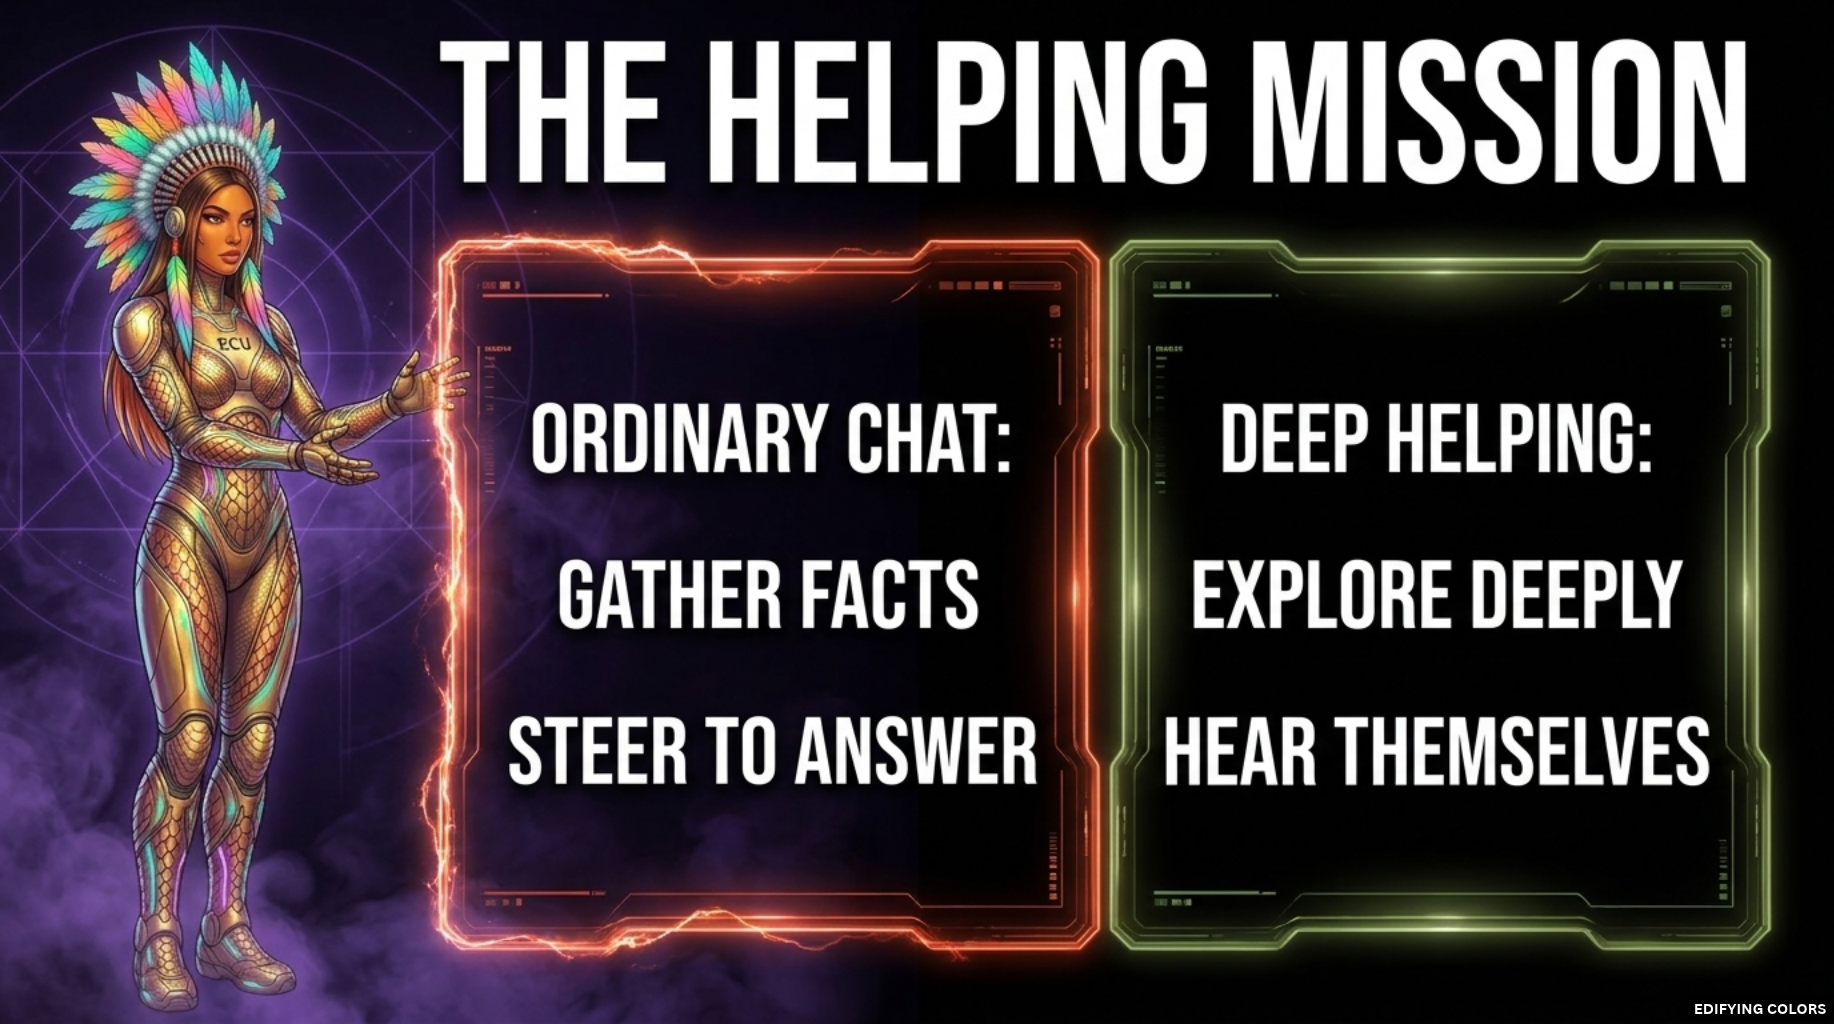 THE HELPING MISSION
ECU
ORDINARY CHAT:
GATHER FACTS
STEER TO ANSWER
DEEP HELPING:
EXPLORE DEEPLY
HEAR THEMSELVES
EDIFYING COLORS